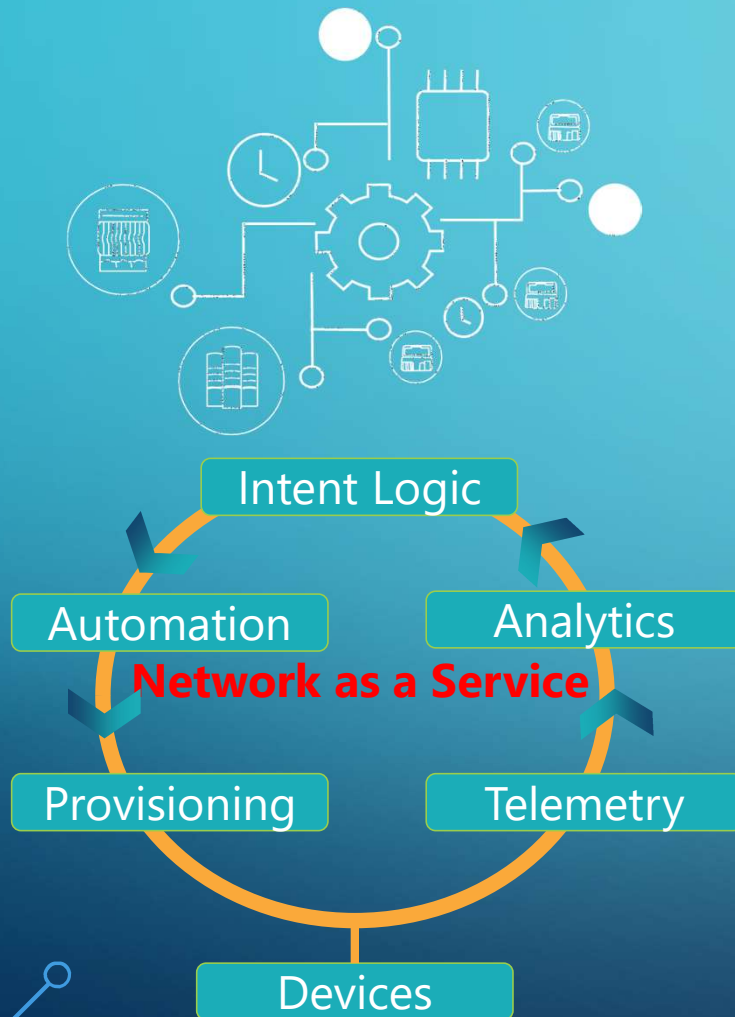 Intent Logic
Automation
Analytics
Network as a Service
Provisioning
Telemetry
Devices